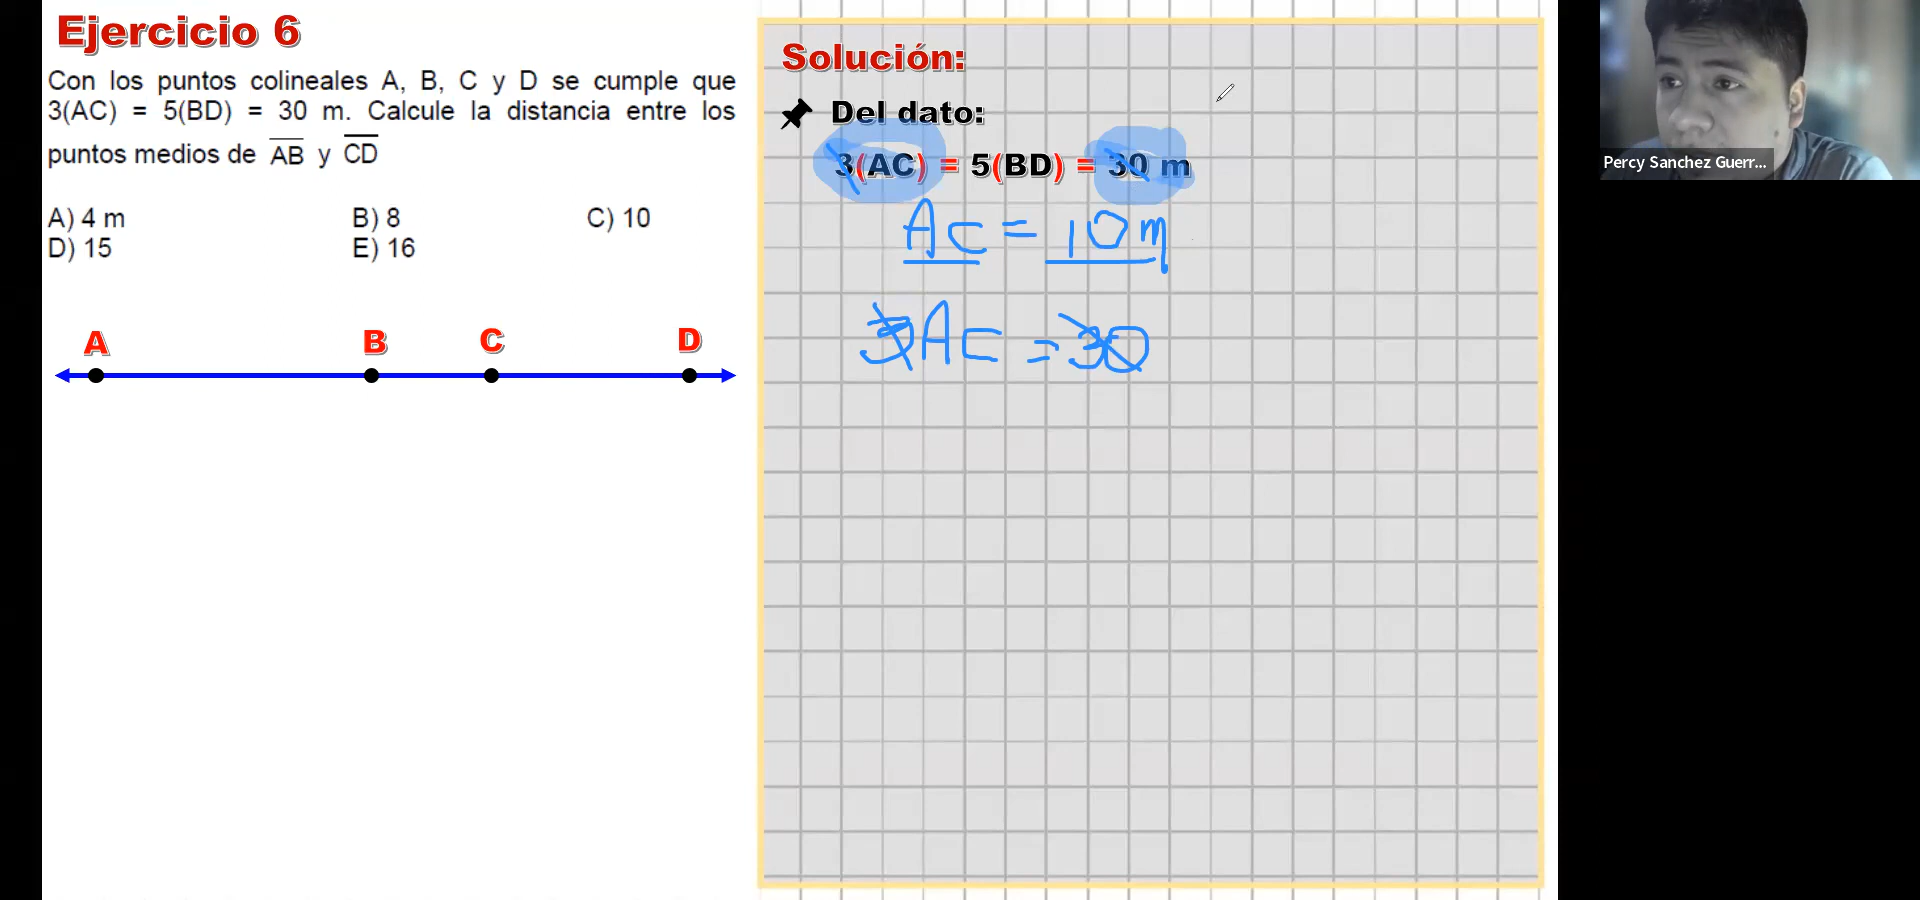 Ejercicio 6
Con los puntos colineales A, B, C y D se cumple que
3(AC) = 5(BD) = 30 m. Calcule la distancia entre los
puntos medios de AB y CD
A) 4 m B) 8 C) 10
D) 15 E) 16
A B C D
Solución:
Del dato:
3(AC) = 5(BD) = 30 m
AC = 10 m
3AC = 30
Percy Sanchez Guerr...